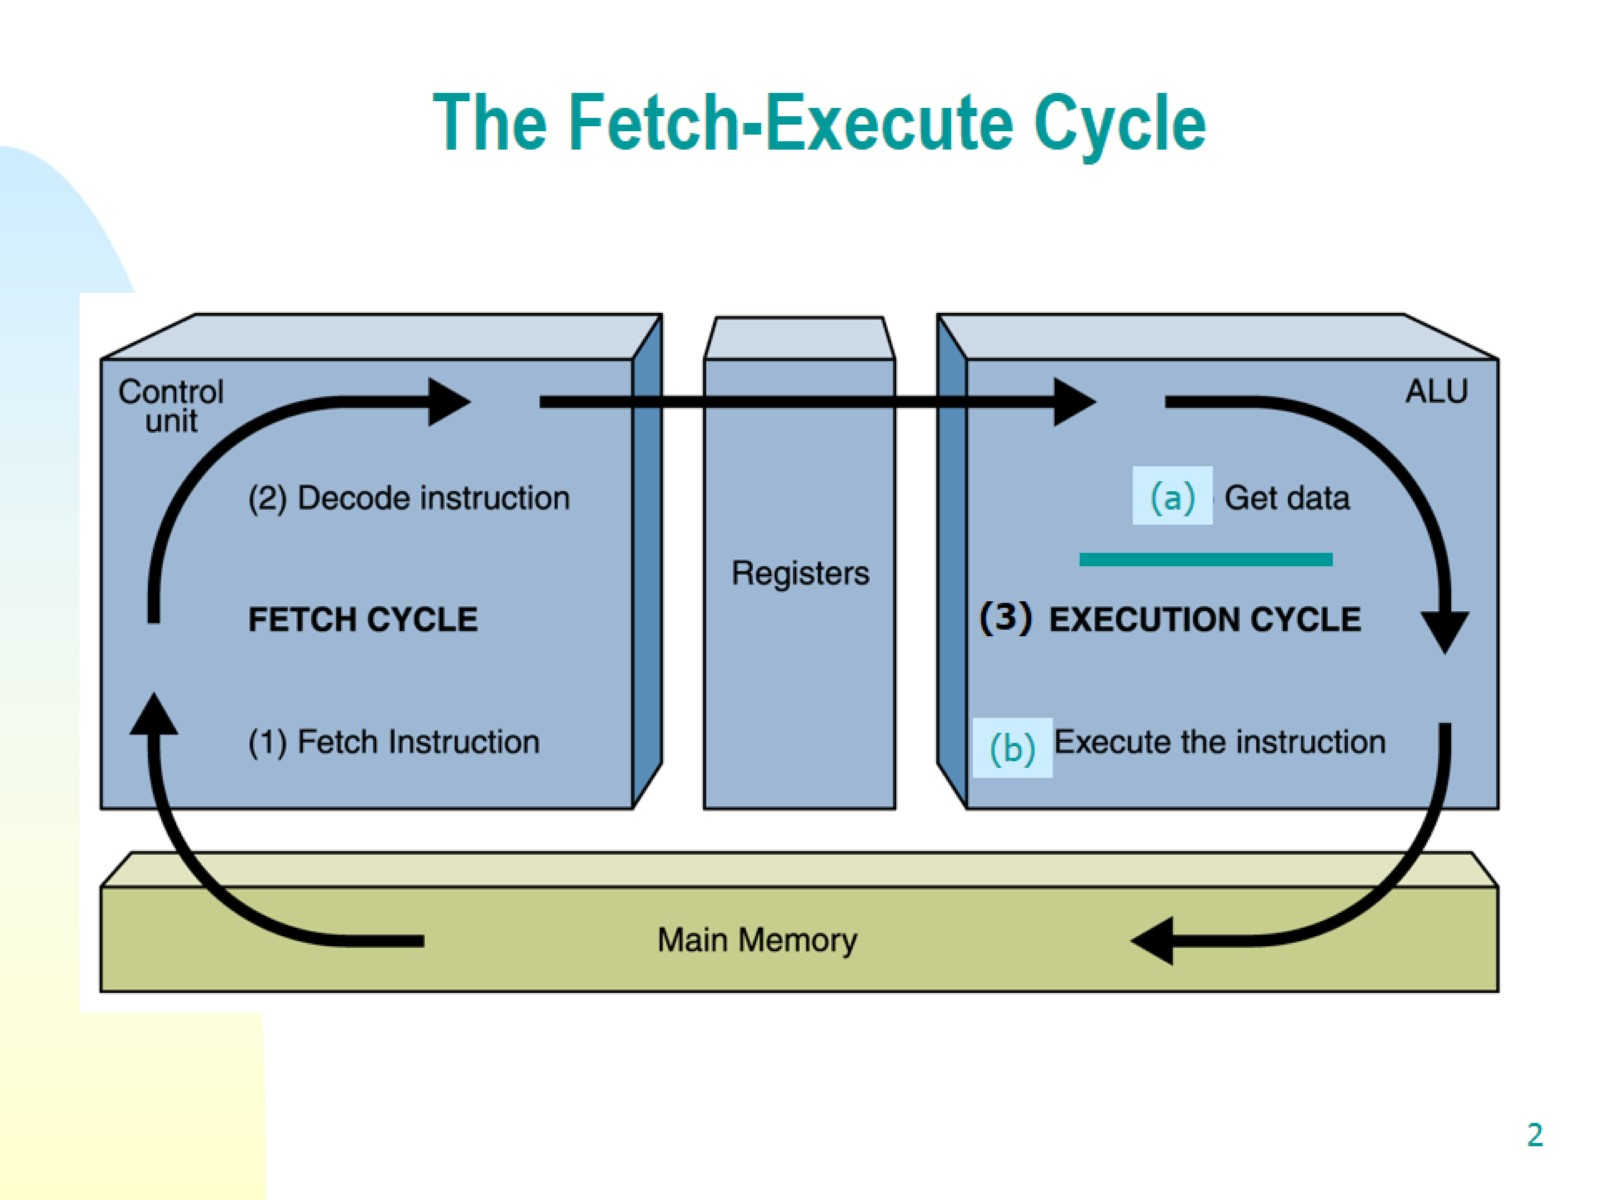 The Fetch-Execute Cycle
Control
unit
(2) Decode instruction
FETCH CYCLE
(1) Fetch Instruction
Registers
ALU
(a) Get data
(3) EXECUTION CYCLE
(b) Execute the instruction
Main Memory
2